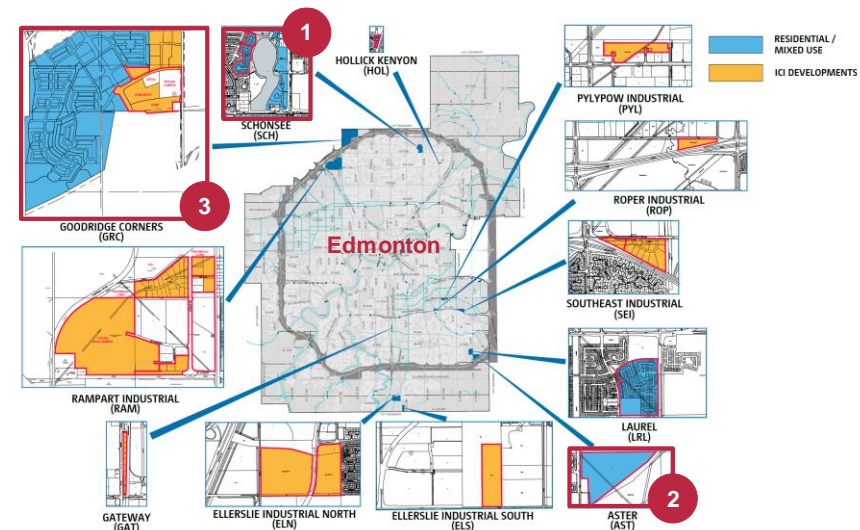 1
SCHONSEE
(SCH)
HOLLICK KENYON
(HOL)
PYLYPOW INDUSTRIAL
(PYL)
RESIDENTIAL /
MIXED USE
ICI DEVELOPMENTS
3
GOODRIDGE CORNERS
(GRC)
ROPER INDUSTRIAL
(ROP)
Edmonton
SOUTHEAST INDUSTRIAL
(SEI)
RAMPART INDUSTRIAL
(RAM)
LAUREL
(LRL)
GATEWAY
(GAT)
ELLERSLIE INDUSTRIAL NORTH
(ELN)
ELLERSLIE INDUSTRIAL SOUTH
(ELS)
2
ASTER
(AST)